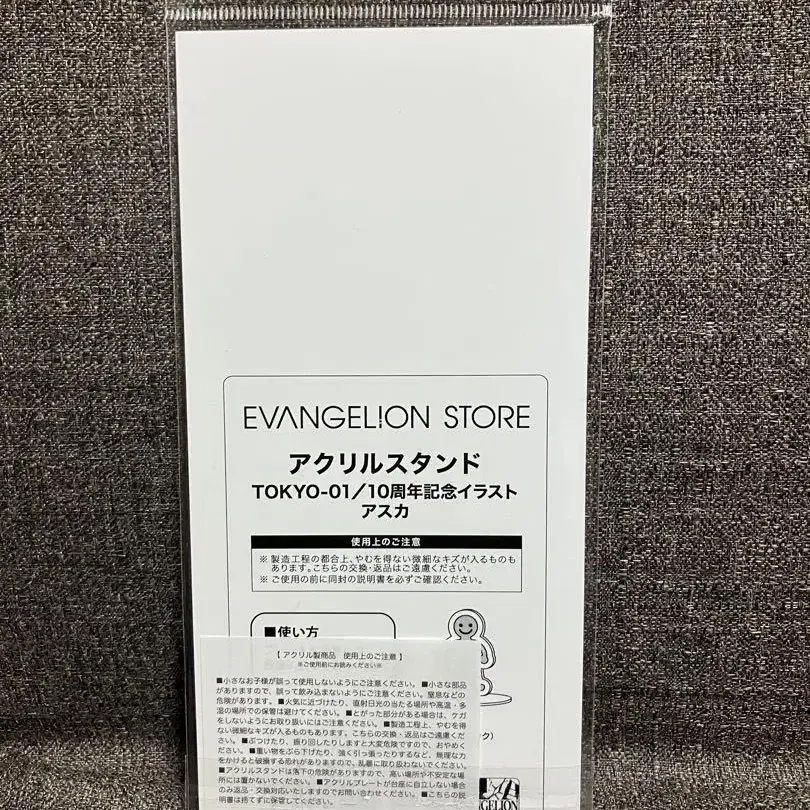 EVANGELION STORE
アクリルスタンド
TOKYO-01/10周年記念イラスト
アスカ
使用上のご注意
※製造工程の都合上、やむを得ない微細なキズが入るものも
あります。こちらの交換・返品はご遠慮ください。
※ご使用の前に同封の説明書を必ずご確認ください。
■使い方
【 アクリル製商品 使用上のご注意 】
※ご使用前にお読みください※
■小さなお子様が誤って使用しないようにご注意ください。 ■小さな部品
がありますので、誤って飲み込まないようにご注意ください。窒息などの
危険があります。 ■火気に近づけたり、直射日光の当たる場所や高温・多
湿の場所での保管は避けてください。 ■とがった部分がある場合は、ケガ
をしないようにお取り扱いにはご注意ください。 ■製造工程上、やむを得
ない微細なキズが入るものもあります。こちらの交換・返品はご遠慮くださ
い。 ■ぶつけたり、振り回したりしますと大変危険ですので、おやめく
ださい。 ■重い物をぶら下げたり、強く引っ張ったりするなど、無理な力
をかけると破損する恐れがありますので、乱暴に取り扱わないでください。
■アクリルスタンドは落下の危険がありますので、高い場所や不安定な場
所には置かないでください。 ■アクリルプレートが台座に自立しない場合
のみ返品・交換対応いたしますのでお問い合わせください。 ■こちらの説
明書は捨てずに保管してください。
ック)
NGELION